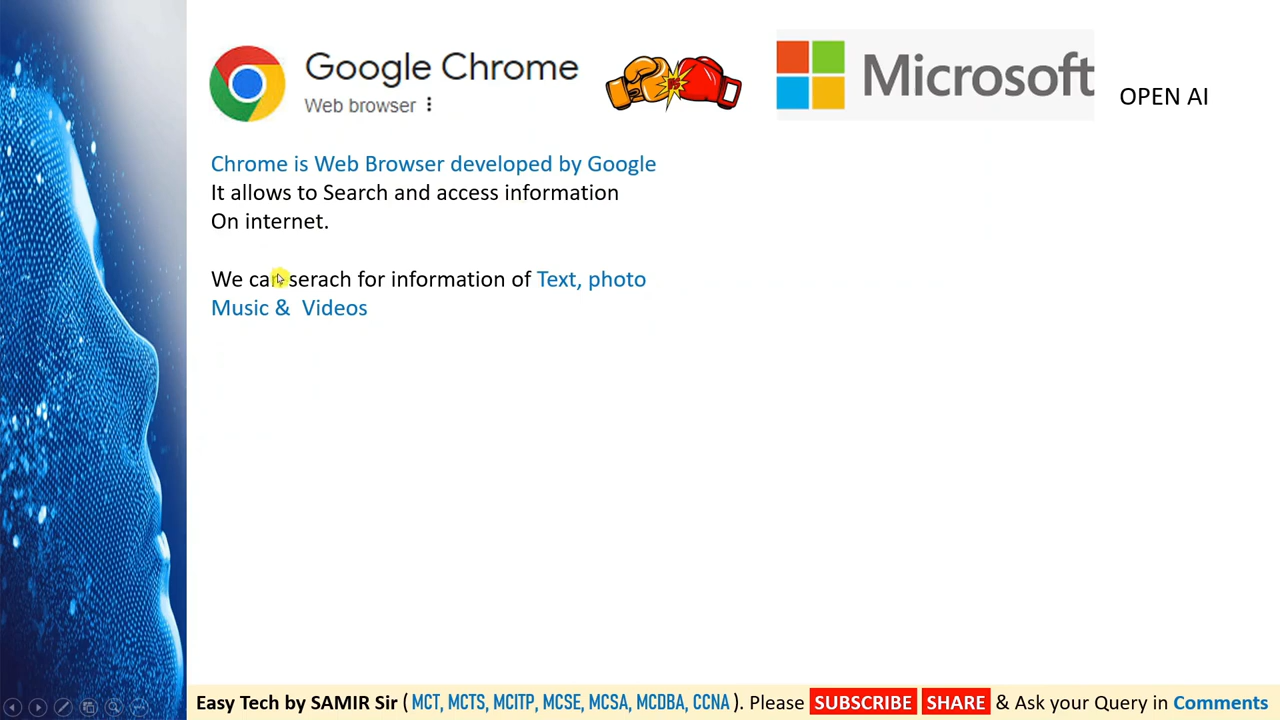 Google Chrome
Web browser
Microsoft
OPEN AI
Chrome is Web Browser developed by Google
It allows to Search and access information
On internet.
We can serach for information of Text, photo
Music & Videos
Easy Tech by SAMIR Sir ( MCT, MCTS, MCITP, MCSE, MCSA, MCDBA, CCNA ). Please SUBSCRIBE SHARE & Ask your Query in Comments